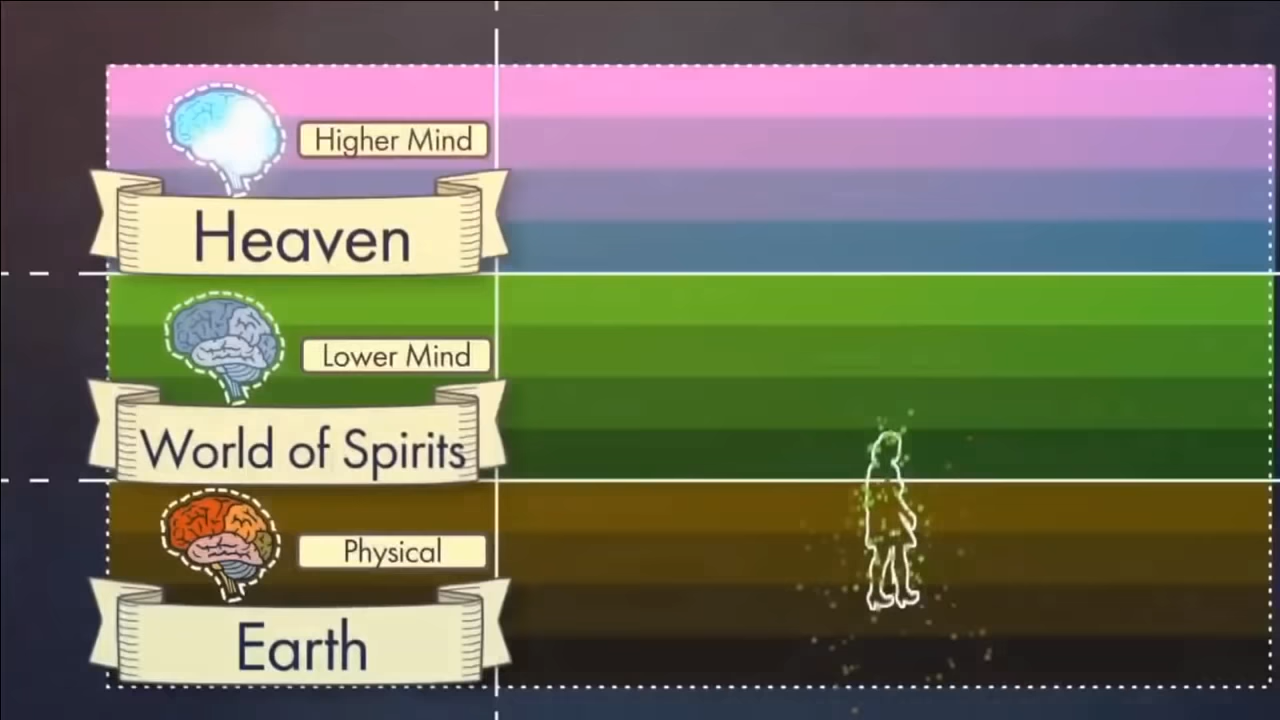 Higher Mind
Heaven
Lower Mind
World of Spirits
Physical
Earth